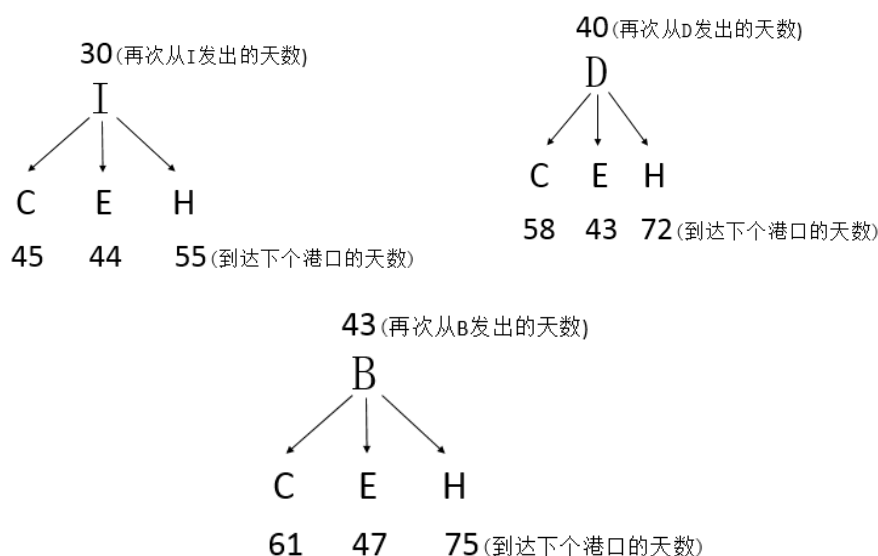 30(再次从I发出的天数)
I
C E H
45 44 55(到达下个港口的天数)
40(再次从D发出的天数)
D
C E H
58 43 72(到达下个港口的天数)
43(再次从B发出的天数)
B
C E H
61 47 75(到达下个港口的天数)